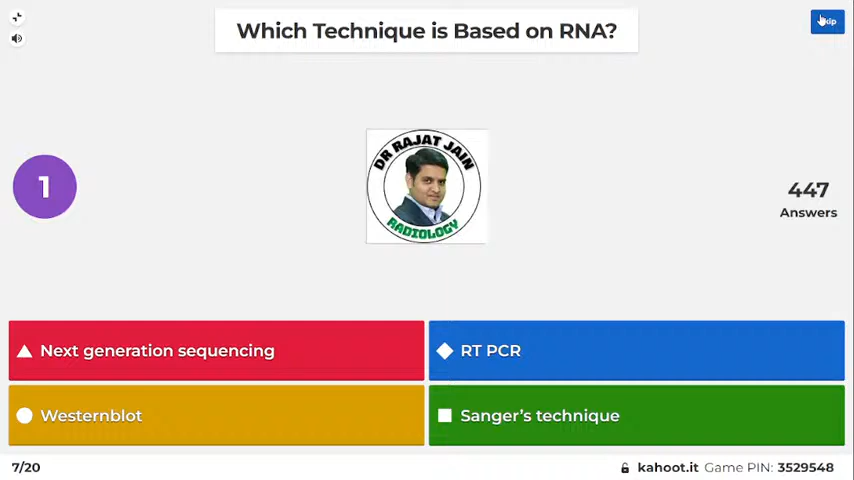 Which Technique is Based on RNA?
Skip
1
DR RAJAT JAIN
RADIOLOGY
447
Answers
Next generation sequencing
RT PCR
Westernblot
Sanger's technique
7/20
kahoot.it Game PIN: 3529548